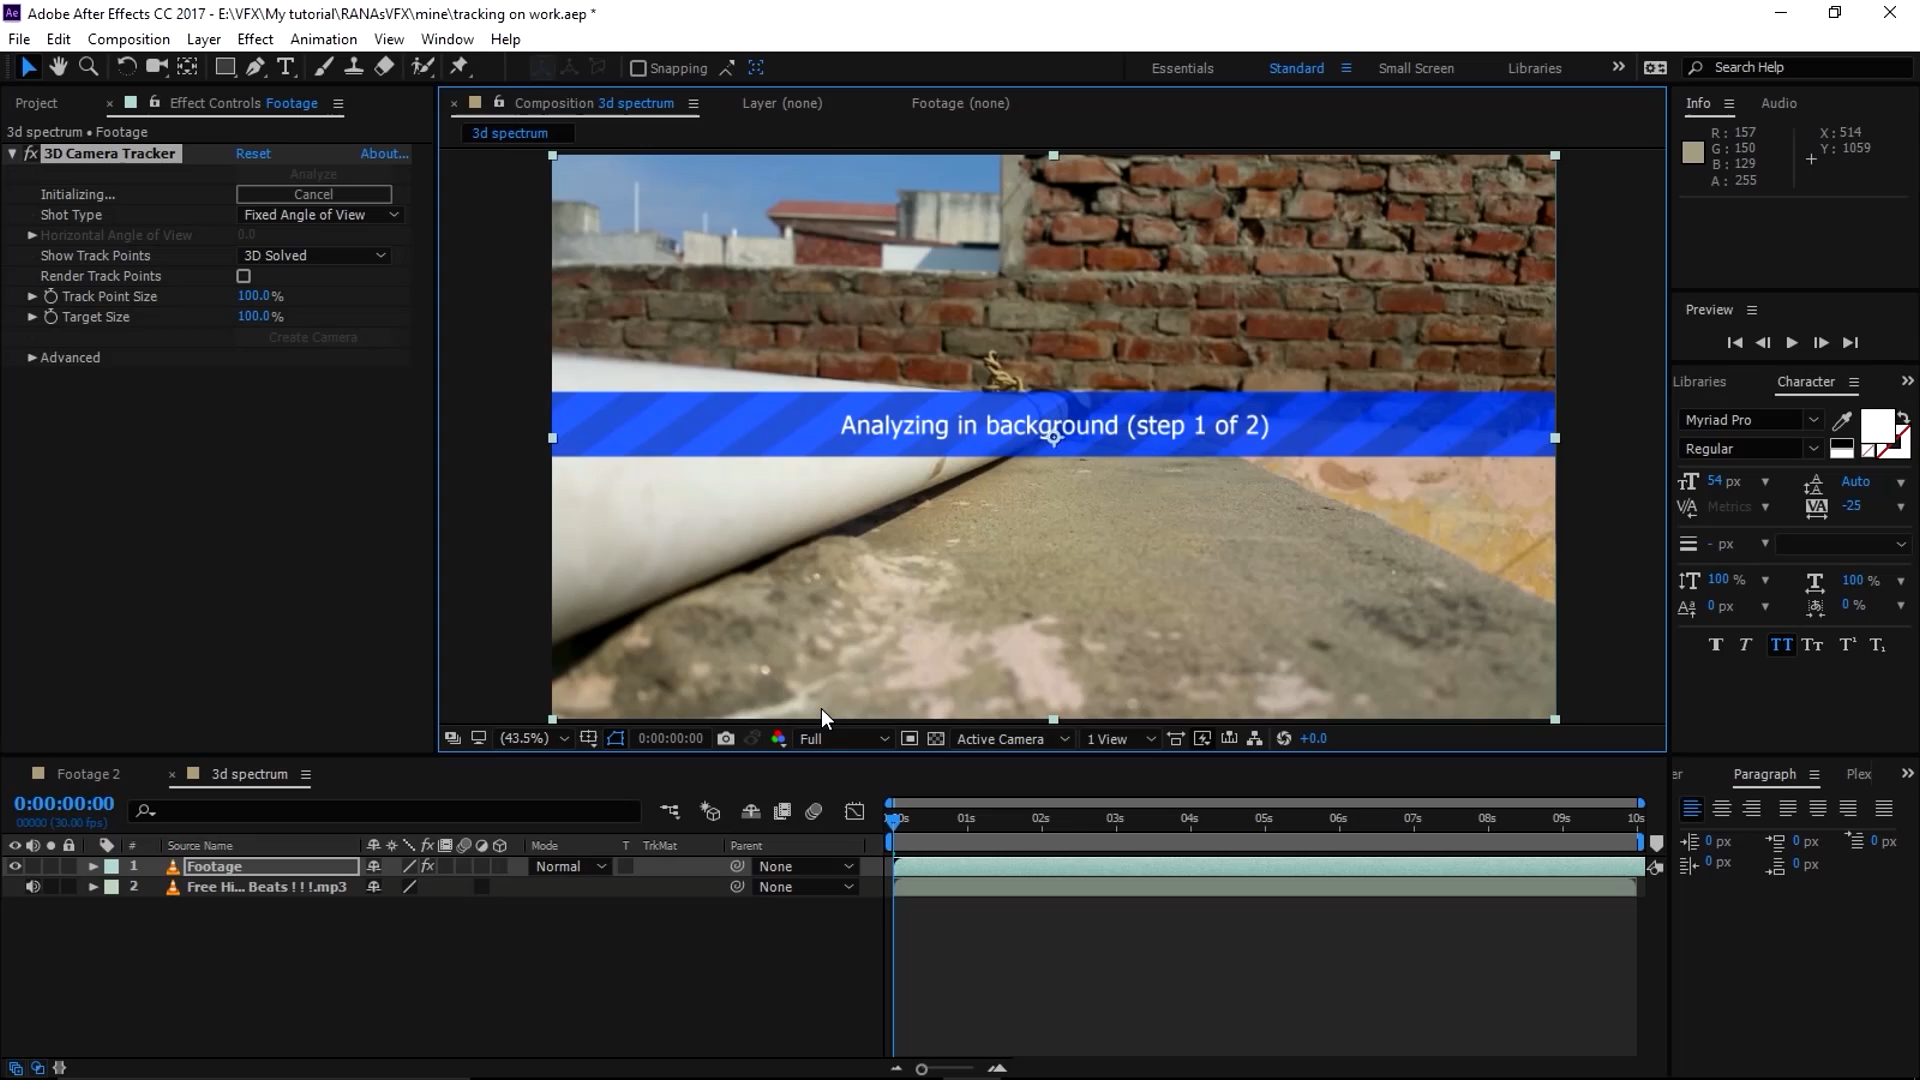 Adobe After Effects CC 2017 - E:\VFX\My tutorial\RANAsVFX\mine\tracking on work.aep *
File Edit Composition Layer Effect Animation View Window Help
Snapping
Essentials Standard Small Screen Libraries Search Help
Project Effect Controls Footage
3d spectrum • Footage
fx 3D Camera Tracker Reset About...
Analyze
Initializing... Cancel
Shot Type Fixed Angle of View
Horizontal Angle of View 0.0
Show Track Points 3D Solved
Render Track Points
Track Point Size 100.0%
Target Size 100.0%
Create Camera
Advanced
Composition 3d spectrum Layer (none) Footage (none)
3d spectrum
Analyzing in background (step 1 of 2)
(43.5%) 0:00:00:00 Full Active Camera 1 View +0.0
Info Audio
R: 157 X: 514
G: 150 Y: 1059
B: 129
A: 255
Preview
Libraries Character
Myriad Pro
Regular
54 px Auto
Metrics -25
- px
100 % 100 %
0 px 0 %
er Paragraph Plex
0 px 0 px 0 px
0 px 0 px
Footage 2 3d spectrum
0:00:00:00
00000 (30.00 fps)
# Source Name Mode T TrkMat Parent
1 Footage fx Normal None
2 Free Hi... Beats ! ! !.mp3 None
00s 01s 02s 03s 04s 05s 06s 07s 08s 09s 10s